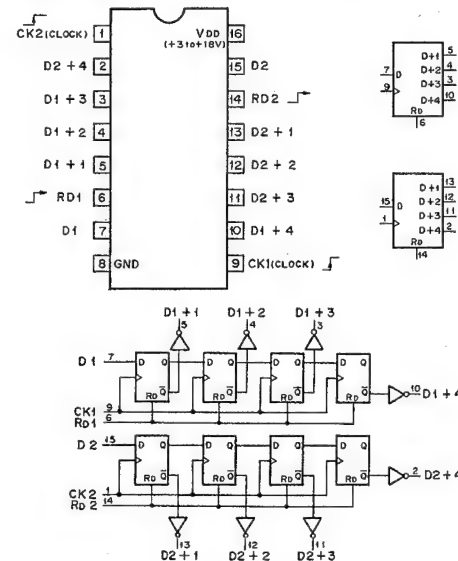 CK2(CLOCK) 1 VDD 16
(+3 to +18V)
D2+4 2 15 D2
D1+3 3 14 RD2
D1+2 4 13 D2+1
D1+1 5 12 D2+2
RD1 6 11 D2+3
D1 7 10 D1+4
8 GND 9 CK1(CLOCK)
D+1 5
7 D D+2 4
9 D+3 3
D+4 10
RD
6
D+1 13
15 D D+2 12
1 D+3 11
D+4 2
RD
14
D1+1 D1+2 D1+3
5 4 3
D1 7 D Q D Q D Q D Q
Q Q Q Q 10 D1+4
CK1 9 RD RD RD RD
RD1 6
D2 15 D Q D Q D Q D Q
Q Q Q Q 2 D2+4
CK2 1 RD RD RD RD
RD2 14
13 12 11
D2+1 D2+2 D2+3